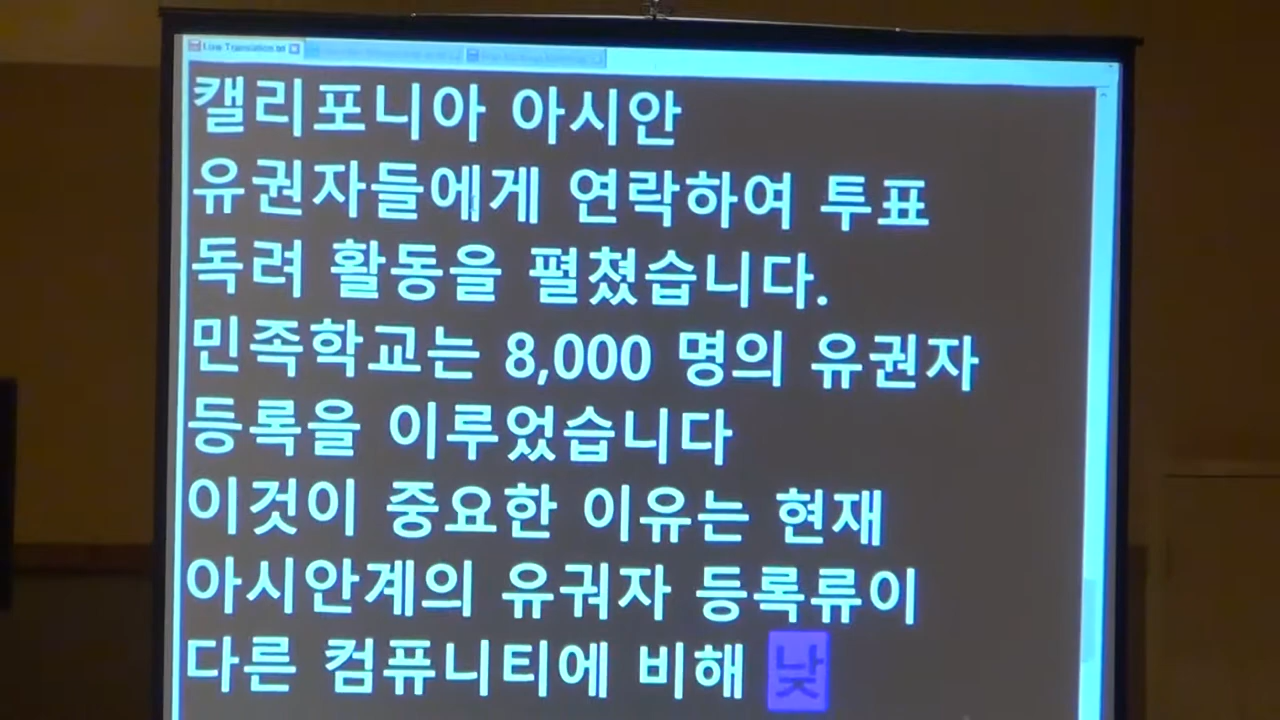 Live Translation.txt
캘리포니아 아시안
유권자들에게 연락하여 투표
독려 활동을 펼쳤습니다.
민족학교는 8,000 명의 유권자
등록을 이루었습니다
이것이 중요한 이유는 현재
아시안계의 유궈자 등록류이
다른 컴퓨니티에 비해 낮